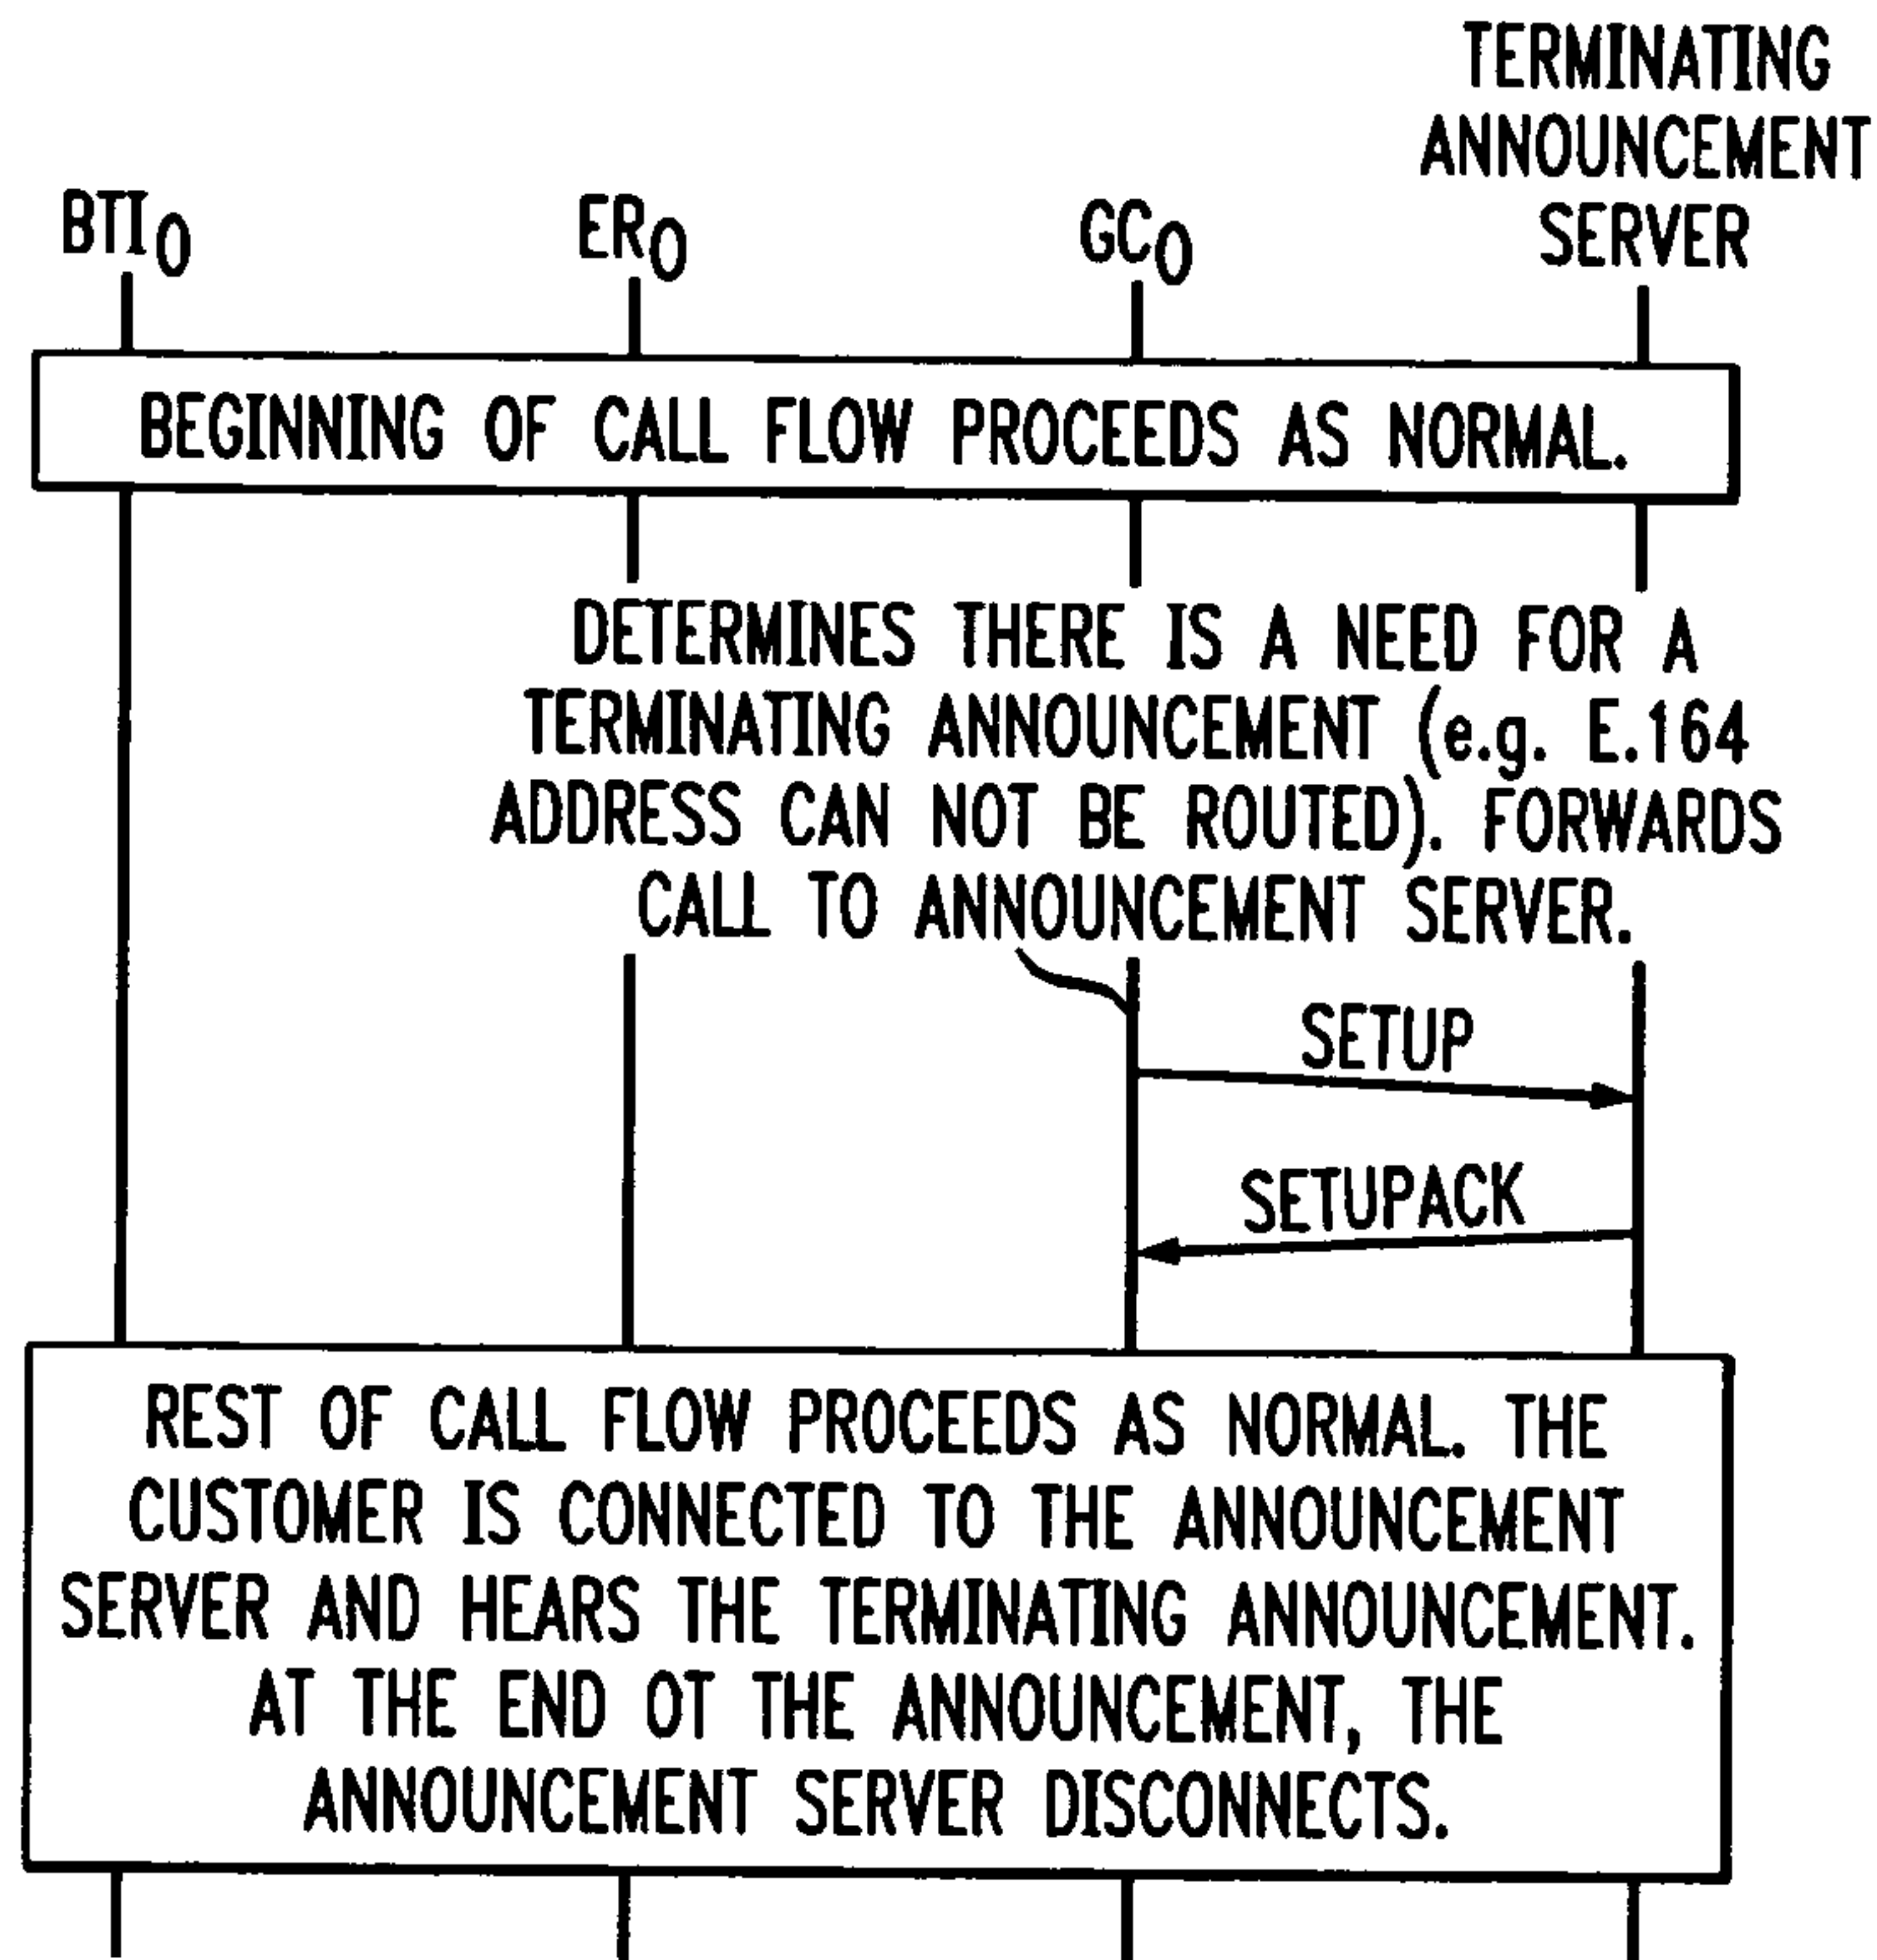 TERMINATING
ANNOUNCEMENT
SERVER
BTI₀ ER₀ GC₀
BEGINNING OF CALL FLOW PROCEEDS AS NORMAL.
DETERMINES THERE IS A NEED FOR A
TERMINATING ANNOUNCEMENT (e.g. E.164
ADDRESS CAN NOT BE ROUTED). FORWARDS
CALL TO ANNOUNCEMENT SERVER.
SETUP
SETUPACK
REST OF CALL FLOW PROCEEDS AS NORMAL. THE
CUSTOMER IS CONNECTED TO THE ANNOUNCEMENT
SERVER AND HEARS THE TERMINATING ANNOUNCEMENT.
AT THE END OT THE ANNOUNCEMENT, THE
ANNOUNCEMENT SERVER DISCONNECTS.